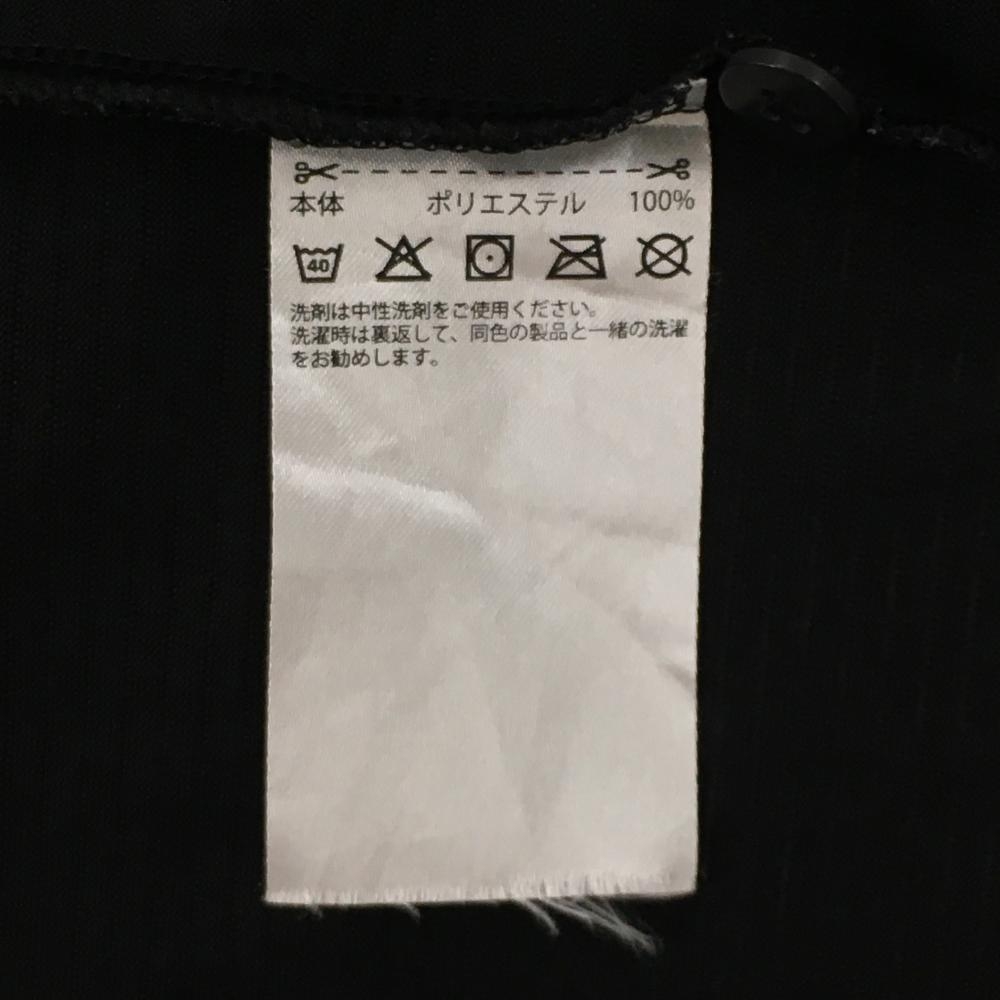 本体 ポリエステル 100%
40
洗剤は中性洗剤をご使用ください。
洗濯時は裏返して、同色の製品と一緒の洗濯
をお勧めします。